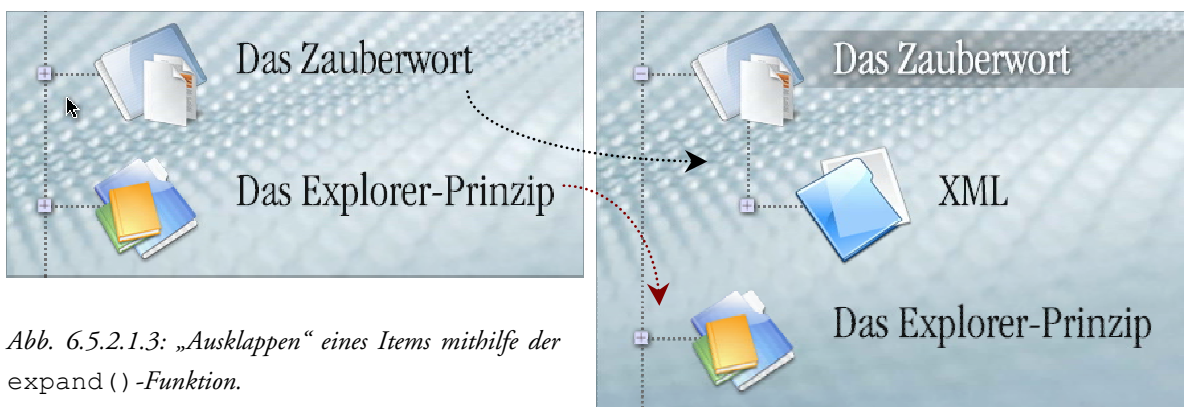 Das Zauberwort
Das Explorer-Prinzip
Abb. 6.5.2.1.3: „Ausklappen“ eines Items mithilfe der
expand()-Funktion.
Das Zauberwort
XML
Das Explorer-Prinzip